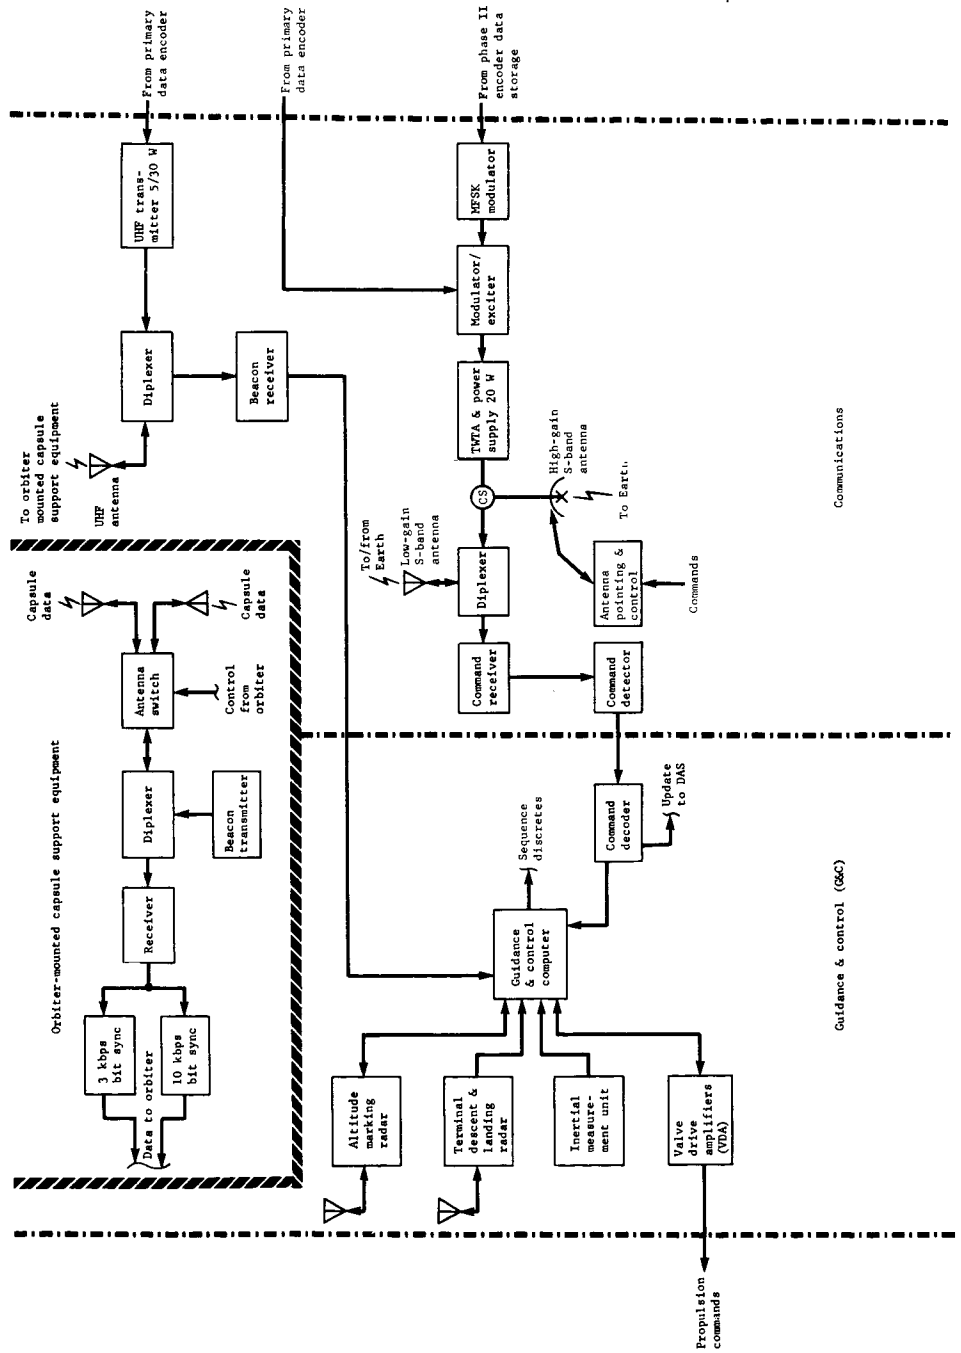 Orbiter-mounted capsule support equipment
Data to orbiter
3 kbps
bit sync
10 kbps
bit sync
Receiver
Diplexer
Beacon
transmitter
Antenna
switch
Control
from
orbiter
Capsule
data
Capsule
data
To orbiter
mounted capsule
support equipment
UHF
antenna
Diplexer
UHF trans-
mitter 5/30 W
From primary
data encoder
Beacon
receiver
From primary
data encoder
Altitude
marking
radar
Terminal
descent &
landing
radar
Inertial
measure-
ment unit
Valve
drive
amplifiers
(VDA)
Propulsion
commands
Guidance
& control
computer
Sequence
discretes
Command
decoder
Update
to DAS
Command
receiver
Command
detector
To/from
Earth
Low-gain
S-band
antenna
Diplexer
CS
TWTA & power
supply 20 W
Modulator/
exciter
MFSK
modulator
From phase II
encoder data
storage
High-gain
S-band
antenna
To Earth
Antenna
pointing &
control
Commands
Guidance & control (G&C)
Communications